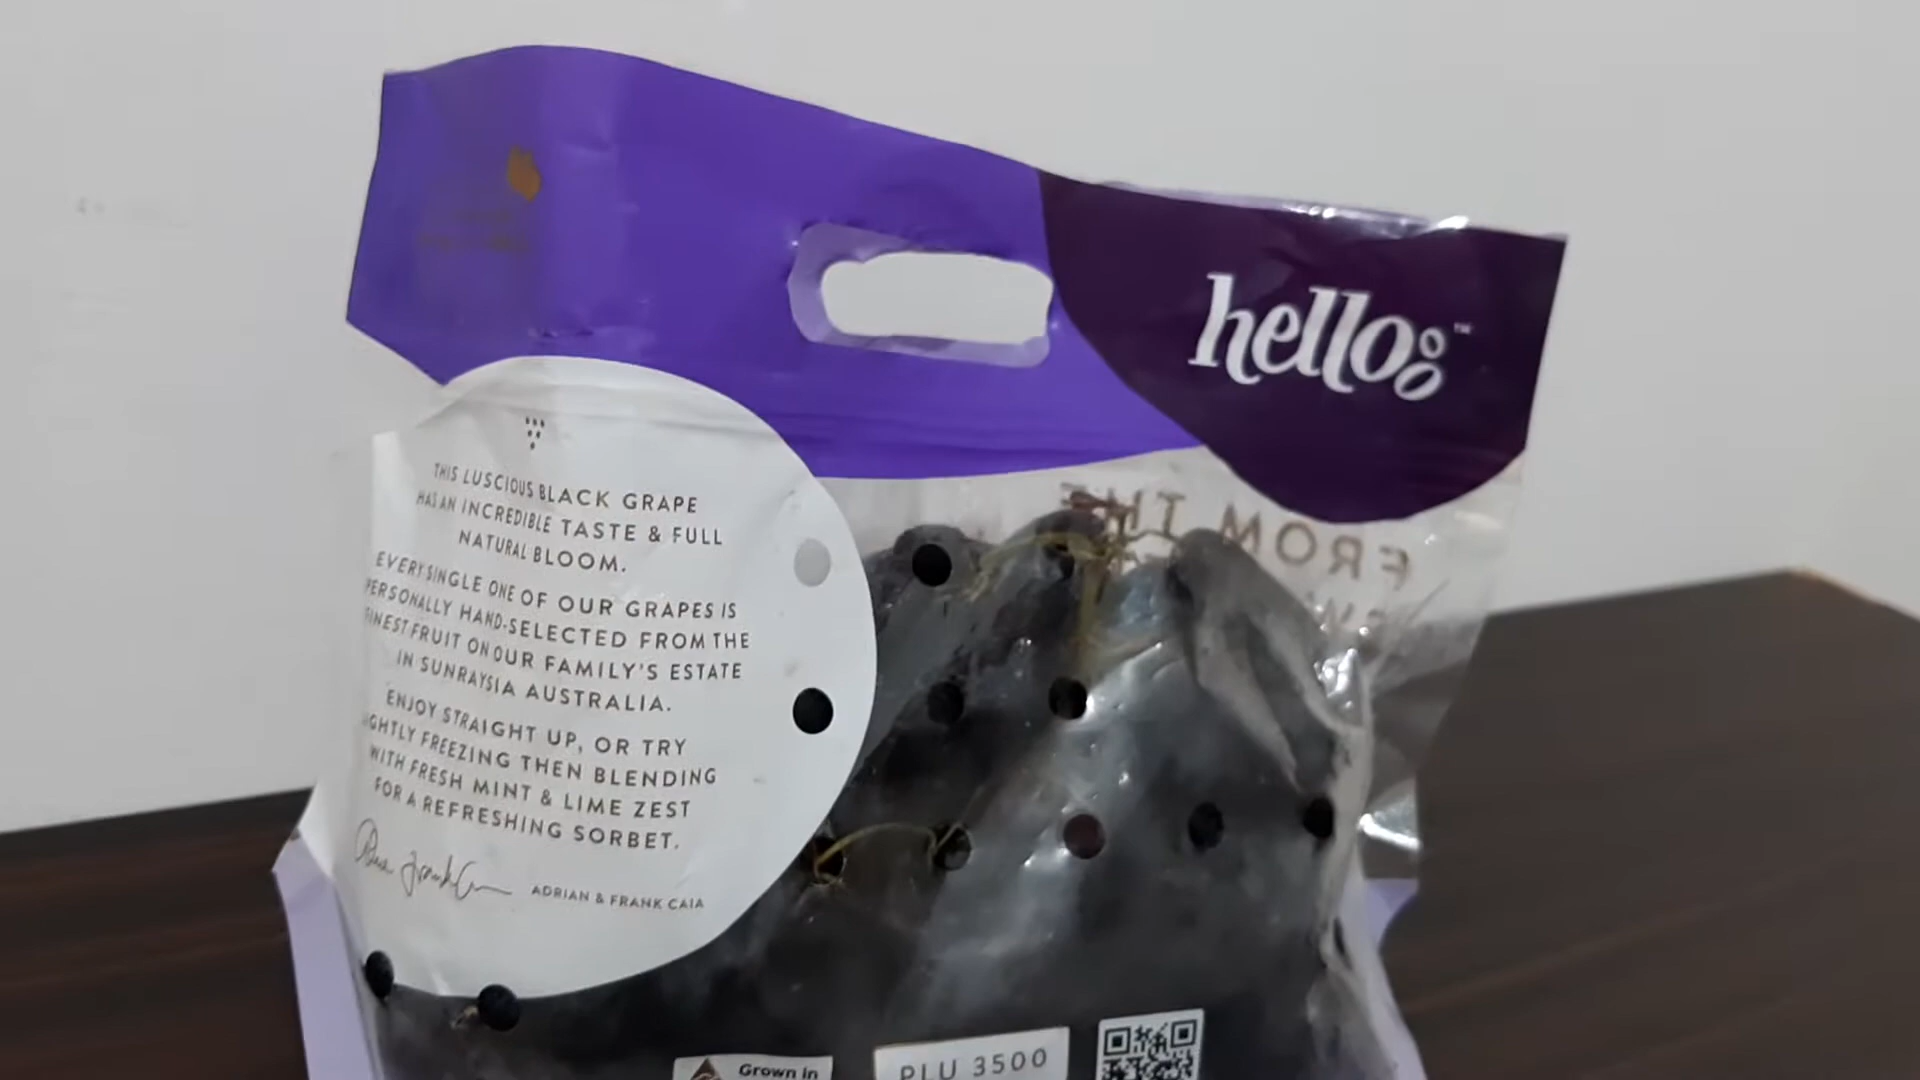 hello
THIS LUSCIOUS BLACK GRAPE
HAS AN INCREDIBLE TASTE & FULL
NATURAL BLOOM.
EVERY SINGLE ONE OF OUR GRAPES IS
PERSONALLY HAND-SELECTED FROM THE
FINEST FRUIT ON OUR FAMILY'S ESTATE
IN SUNRAYSIA AUSTRALIA.
ENJOY STRAIGHT UP, OR TRY
LIGHTLY FREEZING THEN BLENDING
WITH FRESH MINT & LIME ZEST
FOR A REFRESHING SORBET.
ADRIAN & FRANK CAIA
FROM THE
Grown in
PLU 3500